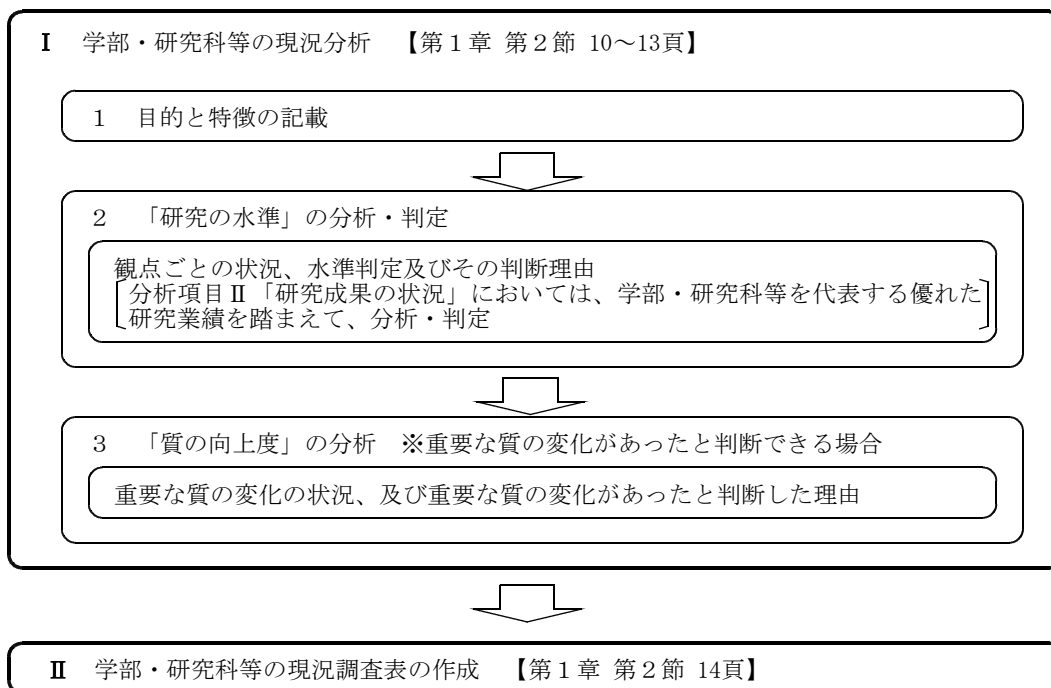 Ⅰ 学部・研究科等の現況分析 【第１章 第２節 10～13頁】
１ 目的と特徴の記載
２ 「研究の水準」の分析・判定
観点ごとの状況、水準判定及びその判断理由
分析項目Ⅱ「研究成果の状況」においては、学部・研究科等を代表する優れた
研究業績を踏まえて、分析・判定
３ 「質の向上度」の分析 ※重要な質の変化があったと判断できる場合
重要な質の変化の状況、及び重要な質の変化があったと判断した理由
Ⅱ 学部・研究科等の現況調査表の作成 【第１章 第２節 14頁】